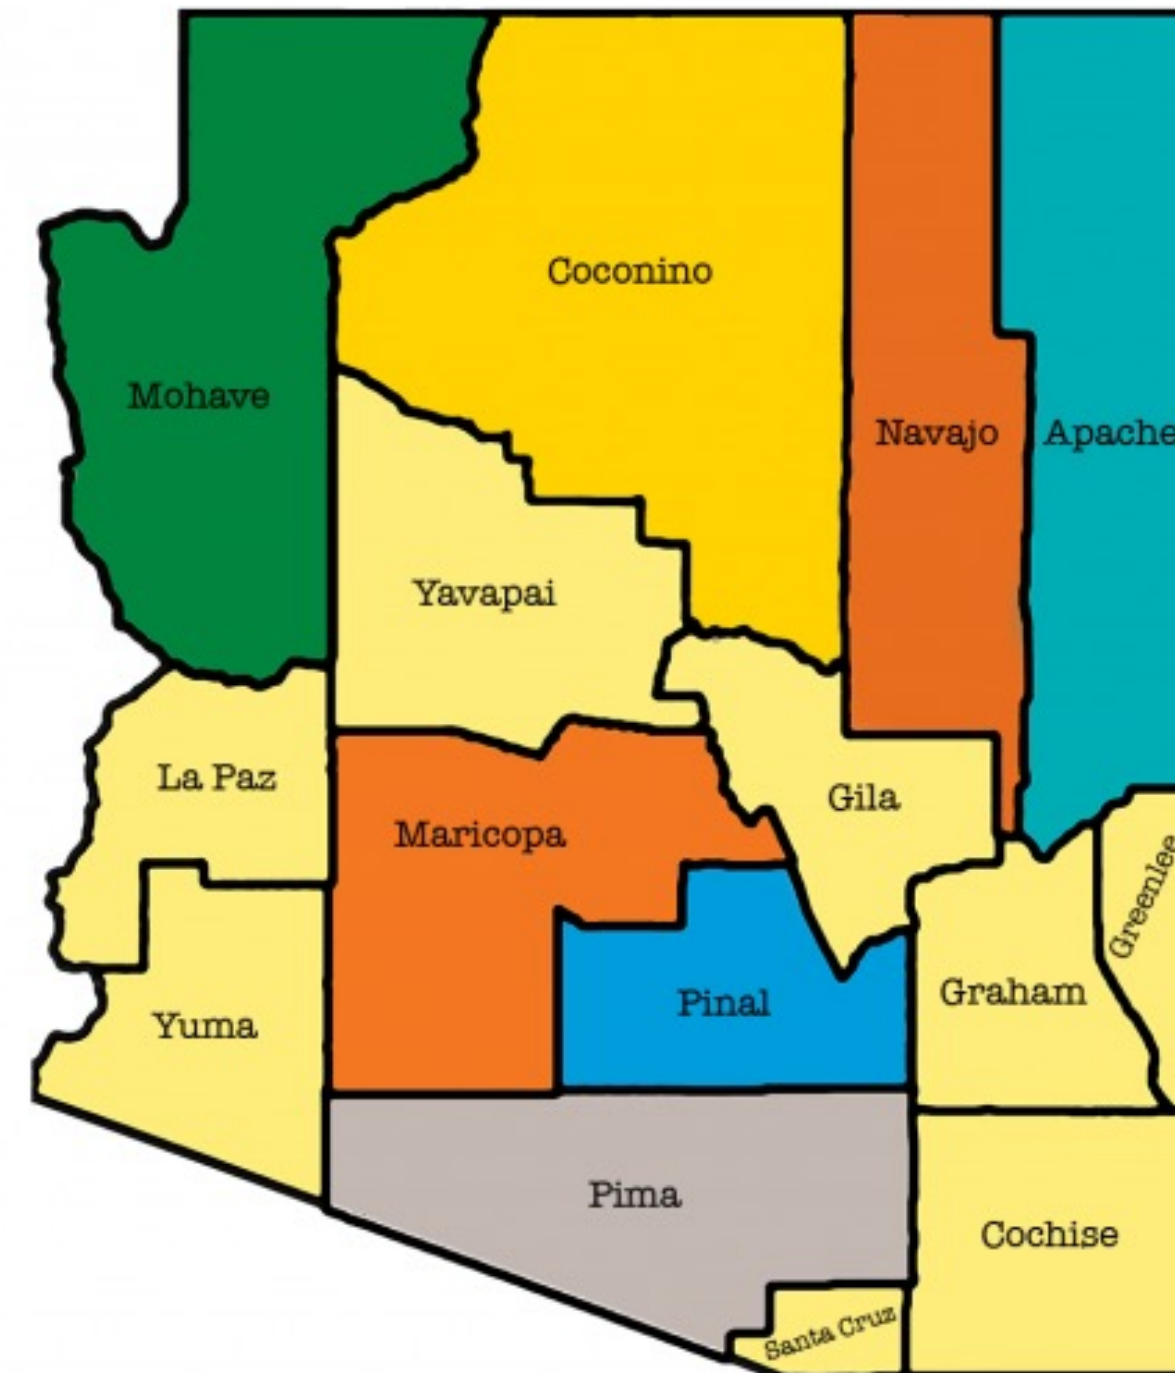 Coconino
Mohave
Navajo
Apache
Yavapai
La Paz
Gila
Maricopa
Greenlee
Graham
Pinal
Yuma
Pima
Cochise
Santa Cruz